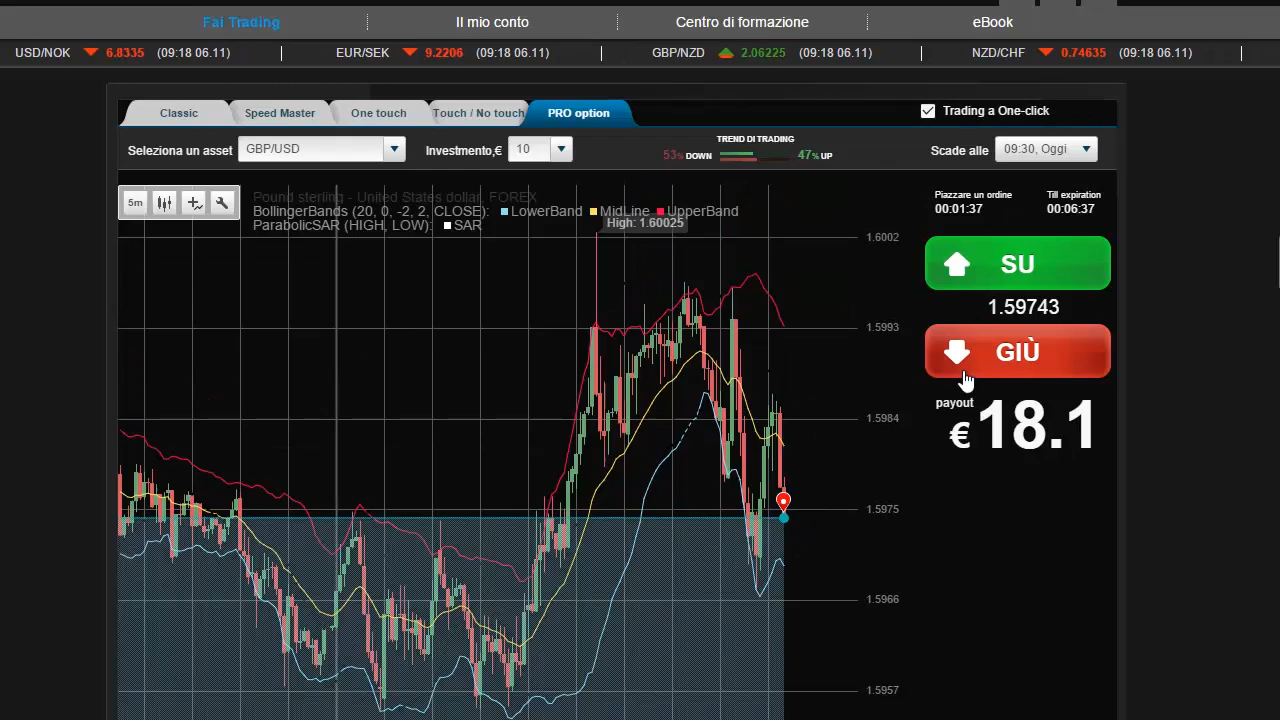 Fai Trading Il mio conto Centro di formazione eBook
USD/NOK 6.8335 (09:18 06.11) EUR/SEK 9.2206 (09:18 06.11) GBP/NZD 2.06225 (09:18 06.11) NZD/CHF 0.74635 (09:18 06.11)
Classic Speed Master One touch Touch / No touch PRO option
Trading a One-click
Seleziona un asset GBP/USD Investmento,€ 10
TREND DI TRADING
53% DOWN 47% UP
Scade alle 09:30, Oggi
5m
Pound sterling - United States dollar, FOREX
BollingerBands (20, 0, -2, 2, CLOSE): LowerBand MidLine UpperBand
ParabolicSAR (HIGH, LOW): SAR
High: 1.60025
1.6002
1.5993
1.5984
1.5975
1.5966
1.5957
Piazzare un ordine Till expiration
00:01:37 00:06:37
SU
1.59743
GIÙ
payout
€ 18.1